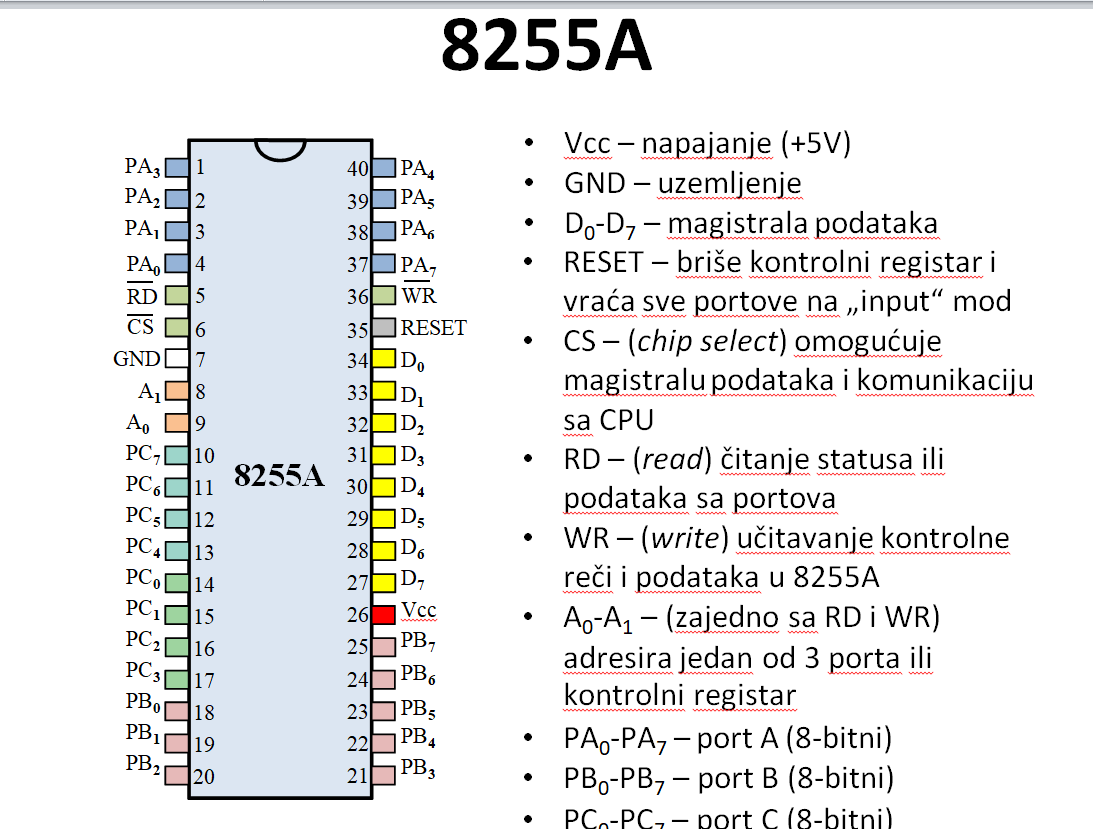 8255A
PA₃ 1 40 PA₄
PA₂ 2 39 PA₅
PA₁ 3 38 PA₆
PA₀ 4 37 PA₇
R̅D̅ 5 36 W̅R̅
C̅S̅ 6 35 RESET
GND 7 34 D₀
A₁ 8 33 D₁
A₀ 9 32 D₂
PC₇ 10 31 D₃
8255A
PC₆ 11 30 D₄
PC₅ 12 29 D₅
PC₄ 13 28 D₆
PC₀ 14 27 D₇
PC₁ 15 26 Vcc
PC₂ 16 25 PB₇
PC₃ 17 24 PB₆
PB₀ 18 23 PB₅
PB₁ 19 22 PB₄
PB₂ 20 21 PB₃
• Vcc – napajanje (+5V)
• GND – uzemljenje
• D₀-D₇ – magistrala podataka
• RESET – briše kontrolni registar i
vraća sve portove na „input“ mod
• CS – (chip select) omogućuje
magistralu podataka i komunikaciju
sa CPU
• RD – (read) čitanje statusa ili
podataka sa portova
• WR – (write) učitavanje kontrolne
reči i podataka u 8255A
• A₀-A₁ – (zajedno sa RD i WR)
adresira jedan od 3 porta ili
kontrolni registar
• PA₀-PA₇ – port A (8-bitni)
• PB₀-PB₇ – port B (8-bitni)
• PC₀-PC₇ – port C (8-bitni)